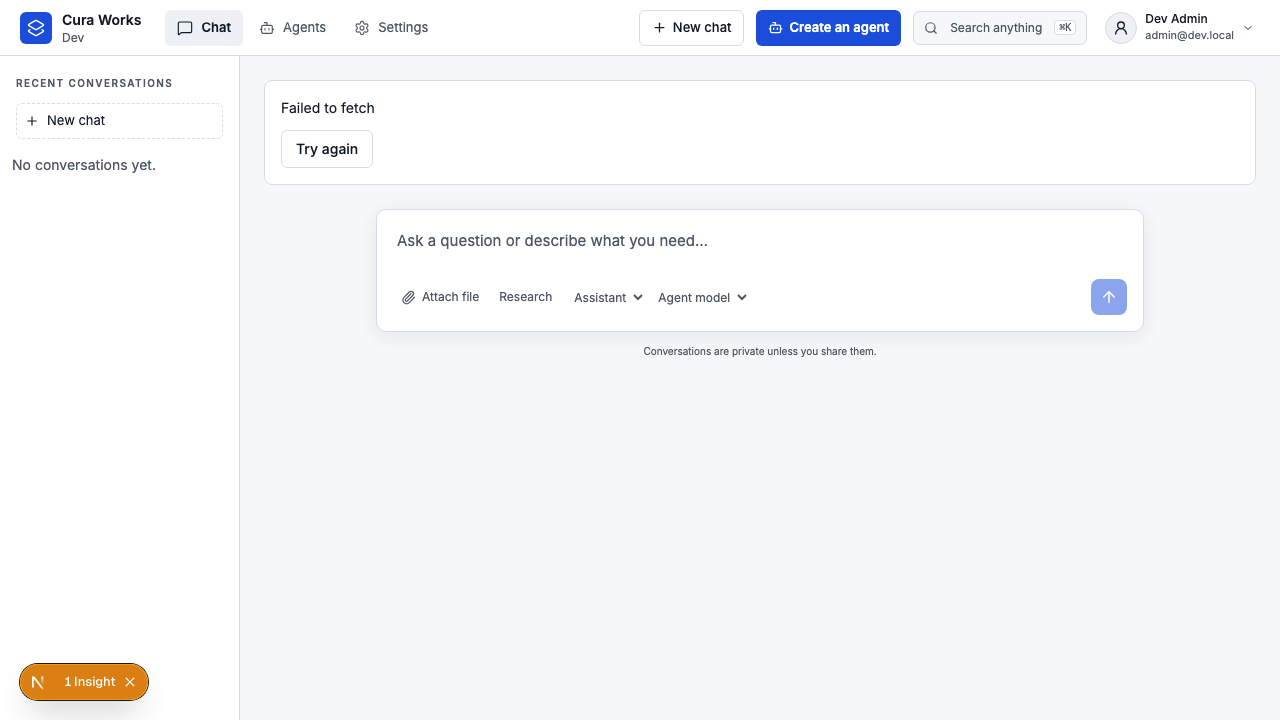 Cura Works
Dev
Chat
Agents
Settings
New chat
Create an agent
Search anything
⌘K
Dev Admin
admin@dev.local
RECENT CONVERSATIONS
New chat
No conversations yet.
Failed to fetch
Try again
Ask a question or describe what you need...
Attach file
Research
Assistant
Agent model
Conversations are private unless you share them.
N
1 Insight